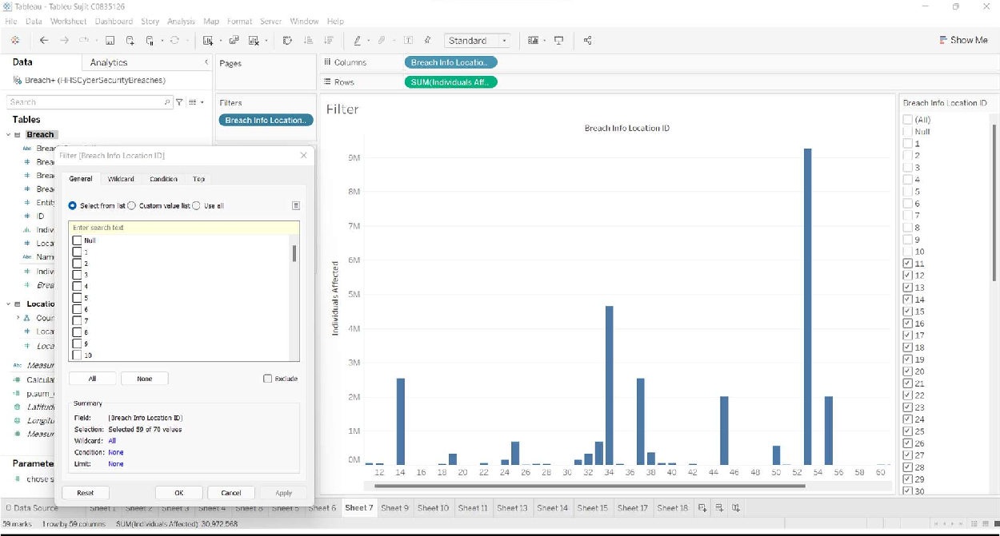 Tableau - Tableu Sujit C0835126
File Data Worksheet Dashboard Story Analysis Map Format Server Window Help
Standard
Show Me
Data
Analytics
Pages
Columns
Breach Info Locatio..
Breach+ (HHSCyberSecurityBreaches)
Rows
SUM(Individuals Aff..
Search
Filters
Breach Info Location..
Filter
Breach Info Location ID
Breach Info Location ID
Tables
Breach
Abc
Brea
Brea
Brea
Entity
ID
Indiv
Loca
Abc
Nam
Indiv
Brea
Locatio
Coun
Loca
Loca
Abc
Measur
Calcula
p.sum_
Latitud
Longitu
Measur
Paramete
chose s
Filter [Breach Info Location ID]
General
Wildcard
Condition
Top
Select from list
Custom value list
Use all
Enter search text
Null
1
2
3
4
5
6
7
8
9
10
All
None
Exclude
Summary
Field: [Breach Info Location ID]
Selection: Selected 59 of 70 values
Wildcard: All
Condition: None
Limit: None
Reset
OK
Cancel
Apply
Individuals Affected
9M
8M
7M
6M
5M
4M
3M
2M
1M
0M
12 14 16 18 20 22 24 26 28 30 32 34 36 38 40 42 44 46 48 50 52 54 56 58 60
(All)
Null
1
2
3
4
5
6
7
8
9
10
11
12
13
14
15
16
17
18
19
20
21
22
23
24
25
26
27
28
29
30
Data Source Sheet 1 Sheet 2 Sheet 3 Sheet 4 Sheet 8 Sheet 5 Sheet 6 Sheet 7 Sheet 9 Sheet 10 Sheet 11 Sheet 13 Sheet 14 Sheet 15 Sheet 17 Sheet 18
59 marks 1 row by 59 columns SUM(Individuals Affected): 30,972,568